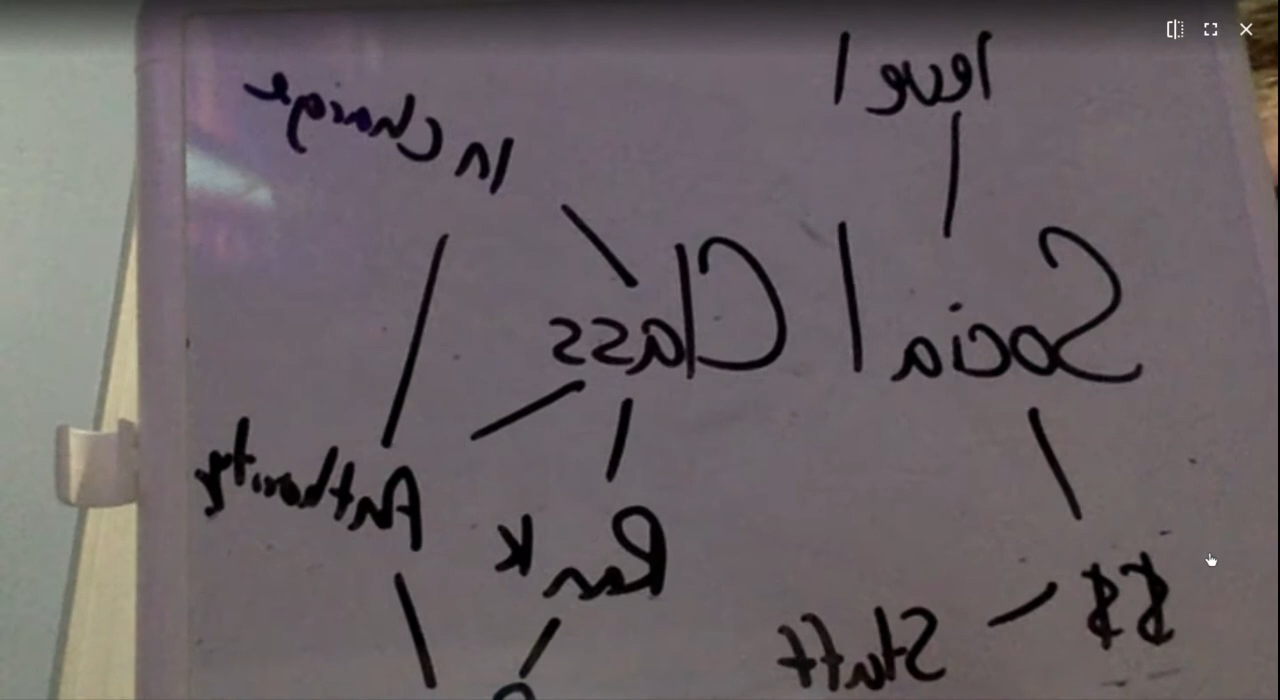 level
In charge
Social Class
Authority
Rank
$$
Stuff